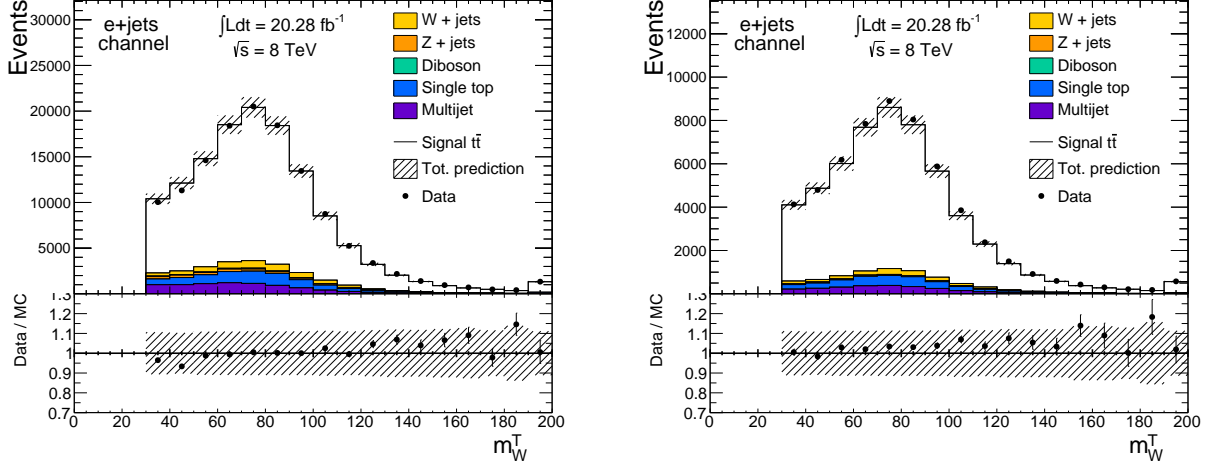 Events
30000
25000
20000
15000
10000
5000
e+jets
channel
∫Ldt = 20.28 fb⁻¹
√s = 8 TeV
W + jets
Z + jets
Diboson
Single top
Multijet
Signal tt̄
Tot. prediction
Data
Data / MC
1.3
1.2
1.1
1
0.9
0.8
0.7
0 20 40 60 80 100 120 140 160 180 200
m_W^T
Events
12000
10000
8000
6000
4000
2000
e+jets
channel
∫Ldt = 20.28 fb⁻¹
√s = 8 TeV
W + jets
Z + jets
Diboson
Single top
Multijet
Signal tt̄
Tot. prediction
Data
Data / MC
1.3
1.2
1.1
1
0.9
0.8
0.7
0 20 40 60 80 100 120 140 160 180 200
m_W^T